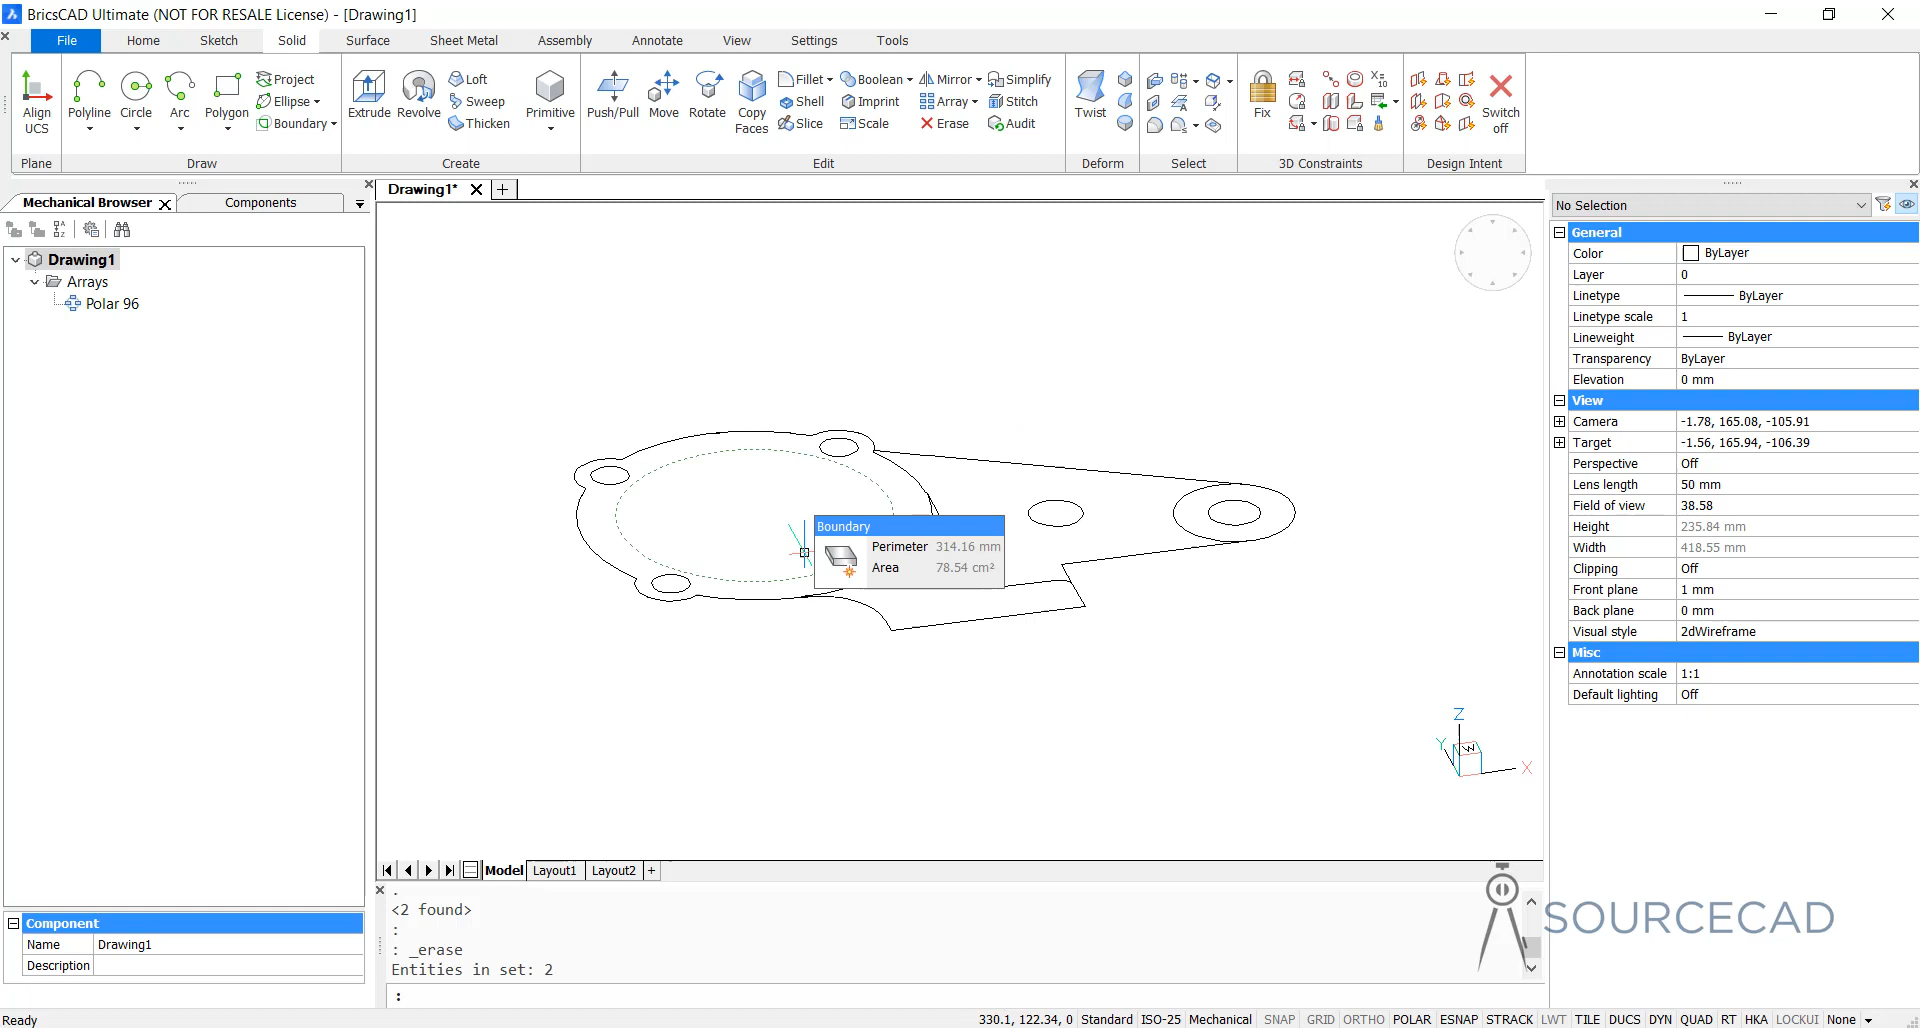 BricsCAD Ultimate (NOT FOR RESALE License) - [Drawing1]
File Home Sketch Solid Surface Sheet Metal Assembly Annotate View Settings Tools
Align UCS
Polyline
Circle
Arc
Polygon
Project
Ellipse
Boundary
Extrude
Revolve
Loft
Sweep
Thicken
Primitive
Push/Pull
Move
Rotate
Copy Faces
Fillet
Shell
Slice
Boolean
Imprint
Scale
Mirror
Array
Erase
Simplify
Stitch
Audit
Twist
Fix
X=
10
Switch off
Plane Draw Create Edit Deform Select 3D Constraints Design Intent
Mechanical Browser Components
Drawing1
Arrays
Polar 96
Component
Name Drawing1
Description
Drawing1*
Boundary
Perimeter 314.16 mm
Area 78.54 cm²
Z
Y
W
X
Model Layout1 Layout2 +
.
<2 found>
:
: _erase
Entities in set: 2
:
No Selection
General
Color ByLayer
Layer 0
Linetype ByLayer
Linetype scale 1
Lineweight ByLayer
Transparency ByLayer
Elevation 0 mm
View
Camera -1.78, 165.08, -105.91
Target -1.56, 165.94, -106.39
Perspective Off
Lens length 50 mm
Field of view 38.58
Height 235.84 mm
Width 418.55 mm
Clipping Off
Front plane 1 mm
Back plane 0 mm
Visual style 2dWireframe
Misc
Annotation scale 1:1
Default lighting Off
SOURCECAD
Ready 330.1, 122.34, 0 Standard ISO-25 Mechanical SNAP GRID ORTHO POLAR ESNAP STRACK LWT TILE DUCS DYN QUAD RT HKA LOCKUI None